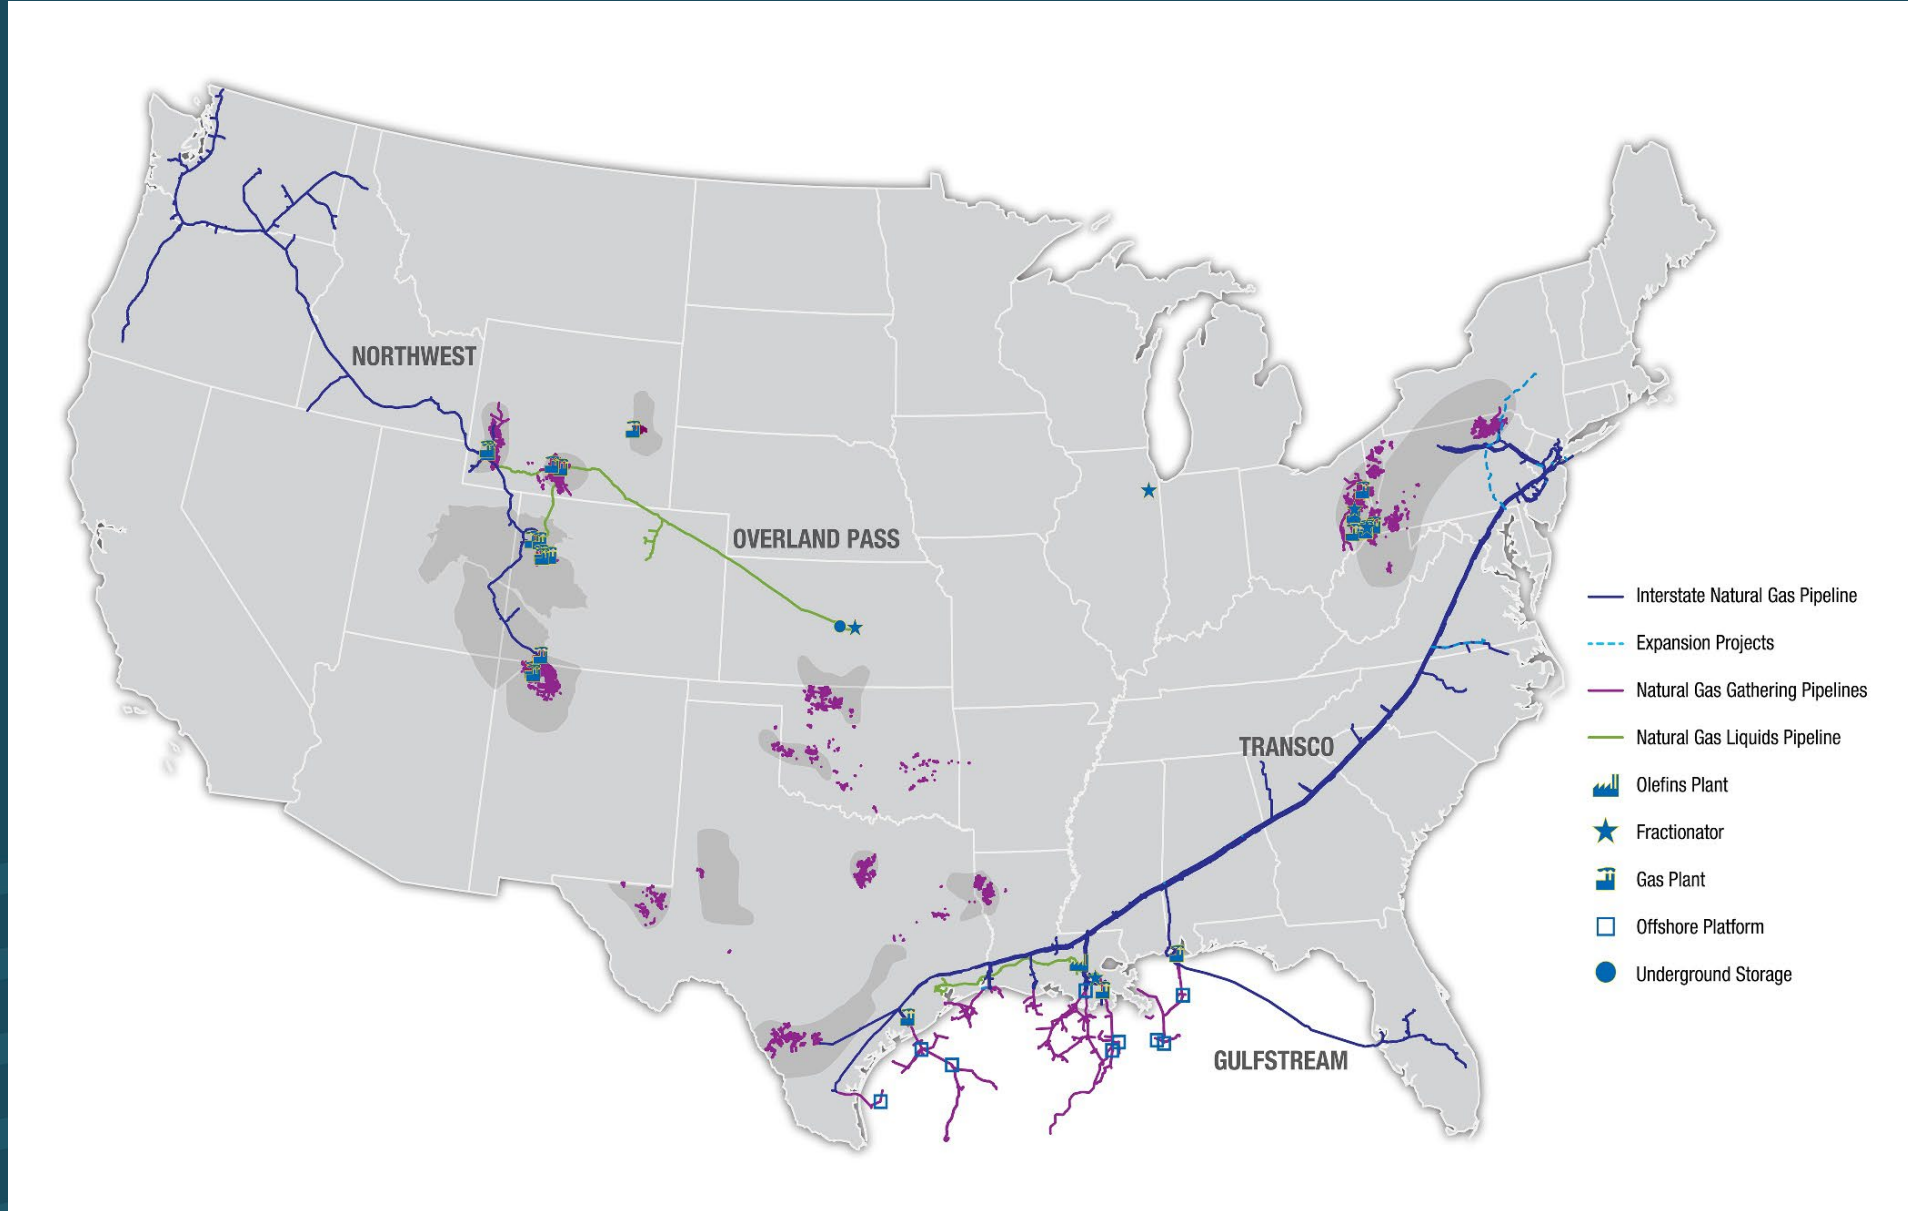 NORTHWEST
OVERLAND PASS
TRANSCO
GULFSTREAM
Interstate Natural Gas Pipeline
Expansion Projects
Natural Gas Gathering Pipelines
Natural Gas Liquids Pipeline
Olefins Plant
Fractionator
Gas Plant
Offshore Platform
Underground Storage